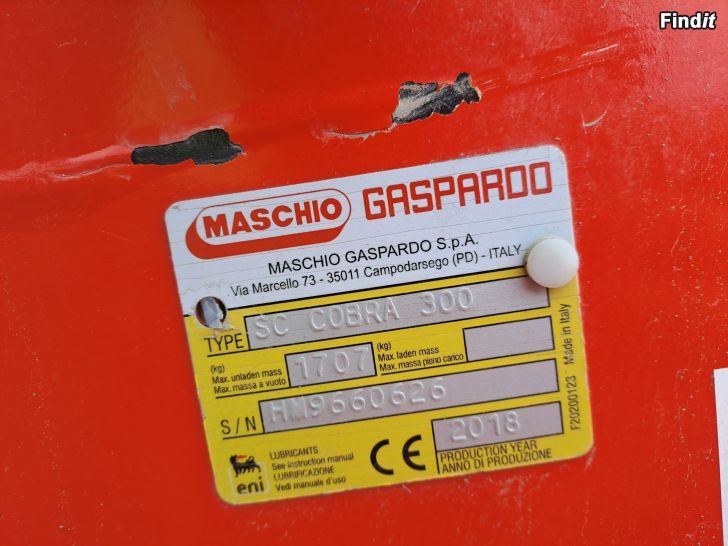 Findit
MASCHIO GASPARDO
MASCHIO GASPARDO S.p.A.
Via Marcello 73 - 35011 Campodarsego (PD) - ITALY
TYPE SC COBRA 300
(kg)
Max. unladen mass
Max. massa a vuoto
1707
(kg)
Max. laden mass
Max. massa pieno carico
S/N HM9660626
2018
PRODUCTION YEAR
ANNO DI PRODUZIONE
eni
LUBRICANTS
See instruction manual
LUBRIFICAZIONE
Vedi manuale d'uso
CE
F20200123 Made in Italy